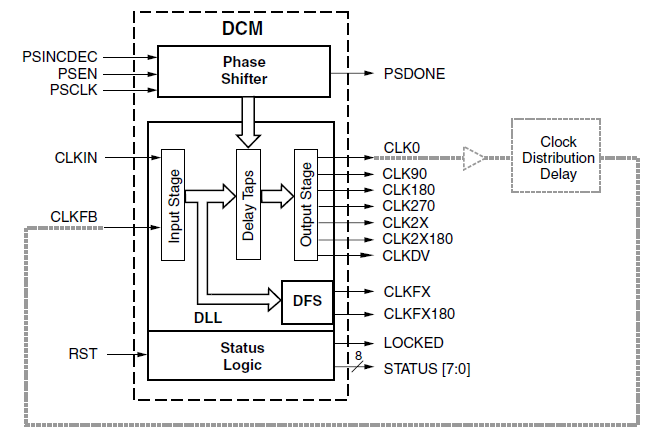 DCM
PSINCDEC
PSEN
PSCLK
Phase
Shifter
PSDONE
CLKIN
CLKFB
Input Stage
Delay Taps
Output Stage
CLK0
CLK90
CLK180
CLK270
CLK2X
CLK2X180
CLKDV
Clock
Distribution
Delay
DFS
CLKFX
CLKFX180
DLL
RST
Status
Logic
LOCKED
8
STATUS [7:0]